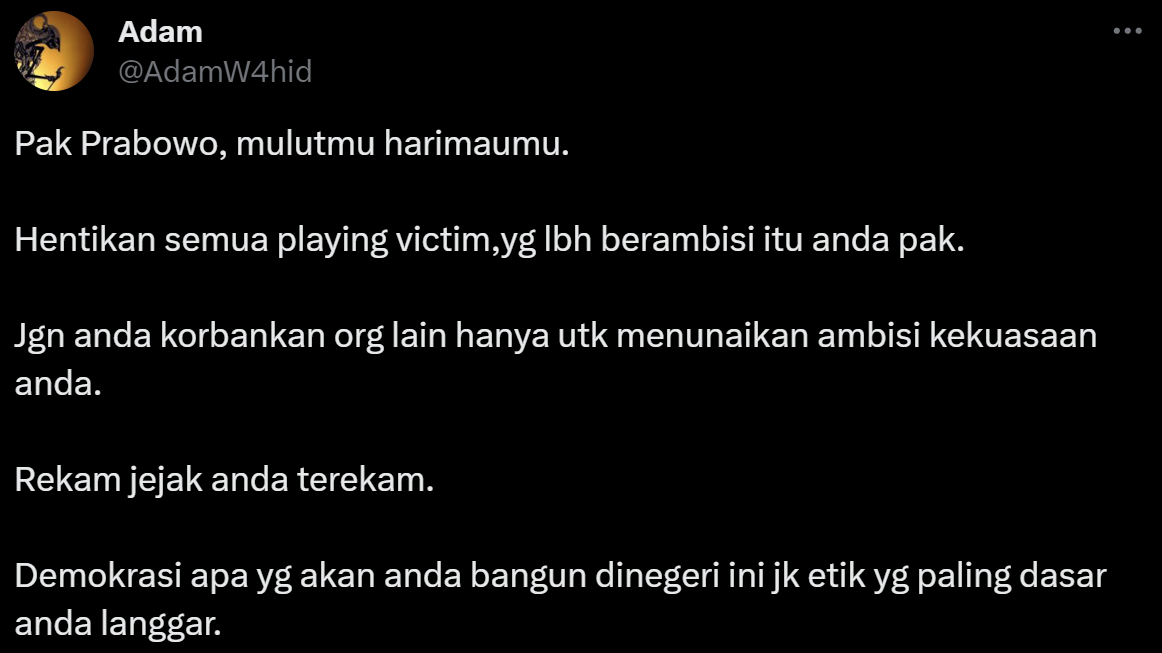 Adam
@AdamW4hid
Pak Prabowo, mulutmu harimaumu.
Hentikan semua playing victim,yg lbh berambisi itu anda pak.
Jgn anda korbankan org lain hanya utk menunaikan ambisi kekuasaan
anda.
Rekam jejak anda terekam.
Demokrasi apa yg akan anda bangun dinegeri ini jk etik yg paling dasar
anda langgar.